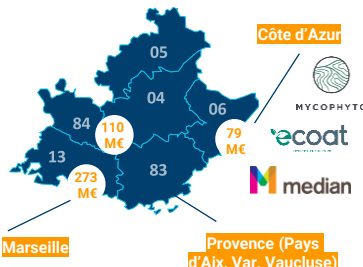 Côte d’Azur
05
MYCOPHYTO
04
06
ecoat
84
110
M€
79
M€
13
median
83
273
M€
Marseille
Provence (Pays
d’Aix, Var, Vaucluse)